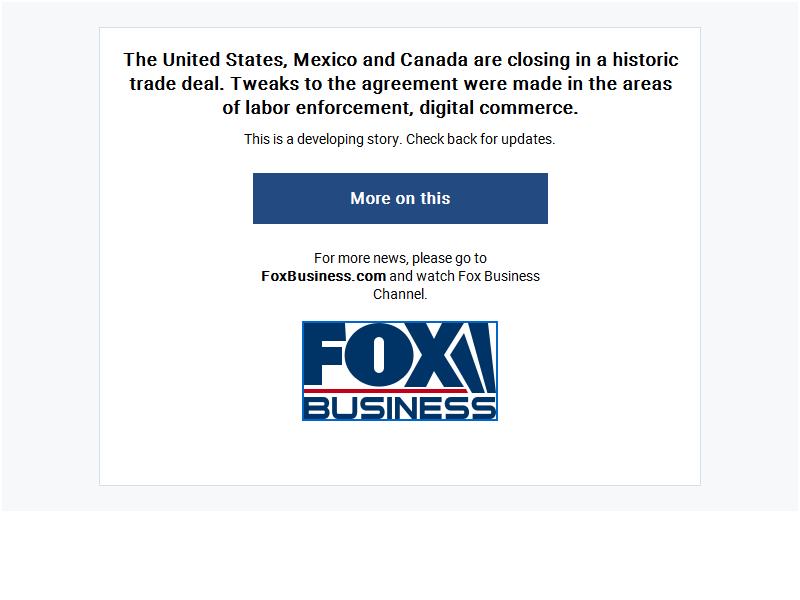 The United States, Mexico and Canada are closing in a historic
trade deal. Tweaks to the agreement were made in the areas
of labor enforcement, digital commerce.
This is a developing story. Check back for updates.
More on this
For more news, please go to
FoxBusiness.com and watch Fox Business
Channel.
FOX
BUSINESS